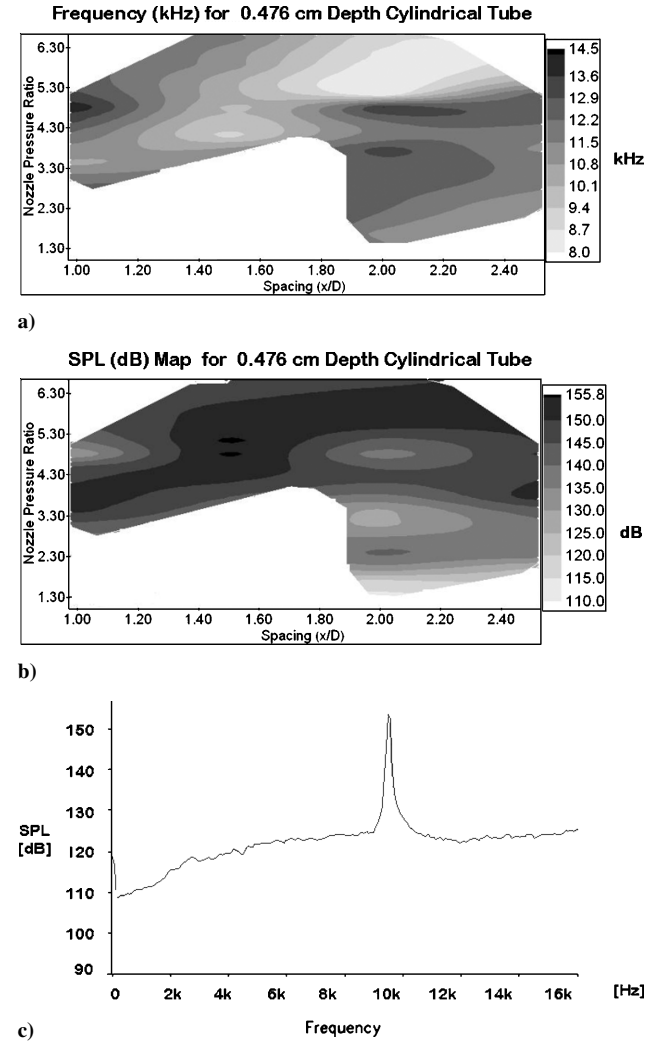 Frequency (kHz) for 0.476 cm Depth Cylindrical Tube
Nozzle Pressure Ratio
6.30
5.30
4.30
3.30
2.30
1.30
1.00 1.20 1.40 1.60 1.80 2.00 2.20 2.40
Spacing (x/D)
14.5
13.6
12.9
12.2
11.5
10.8
10.1
9.4
8.7
8.0
kHz
a)
SPL (dB) Map for 0.476 cm Depth Cylindrical Tube
Nozzle Pressure Ratio
6.30
5.30
4.30
3.30
2.30
1.30
1.00 1.20 1.40 1.60 1.80 2.00 2.20 2.40
Spacing (x/D)
155.8
150.0
145.0
140.0
135.0
130.0
125.0
120.0
115.0
110.0
dB
b)
150
140
130
SPL
[dB]
120
110
100
90
0 2k 4k 6k 8k 10k 12k 14k 16k [Hz]
Frequency
c)